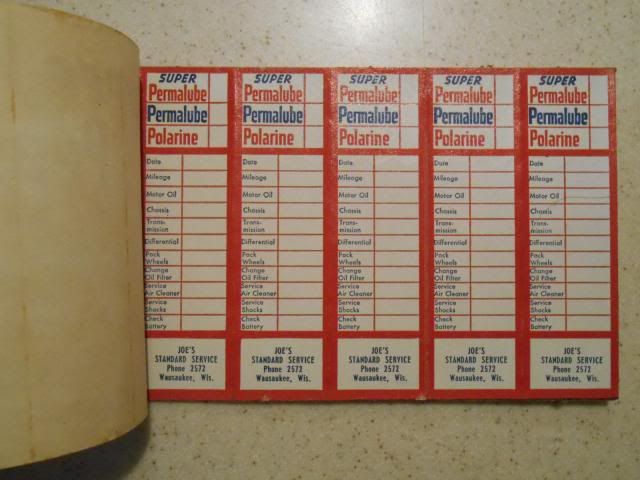 SUPER
Permalube
Permalube
Polarine
Date
Mileage
Motor Oil
Chassis
Trans-
mission
Differential
Pack
Wheels
Change
Oil Filter
Service
Air Cleaner
Service
Shocks
Check
Battery
JOE'S
STANDARD SERVICE
Phone 2572
Wausaukee, Wis.
SUPER
Permalube
Permalube
Polarine
Date
Mileage
Motor Oil
Chassis
Trans-
mission
Differential
Pack
Wheels
Change
Oil Filter
Service
Air Cleaner
Service
Shocks
Check
Battery
JOE'S
STANDARD SERVICE
Phone 2572
Wausaukee, Wis.
SUPER
Permalube
Permalube
Polarine
Date
Mileage
Motor Oil
Chassis
Trans-
mission
Differential
Pack
Wheels
Change
Oil Filter
Service
Air Cleaner
Service
Shocks
Check
Battery
JOE'S
STANDARD SERVICE
Phone 2572
Wausaukee, Wis.
SUPER
Permalube
Permalube
Polarine
Date
Mileage
Motor Oil
Chassis
Trans-
mission
Differential
Pack
Wheels
Change
Oil Filter
Service
Air Cleaner
Service
Shocks
Check
Battery
JOE'S
STANDARD SERVICE
Phone 2572
Wausaukee, Wis.
SUPER
Permalube
Permalube
Polarine
Date
Mileage
Motor Oil
Chassis
Trans-
mission
Differential
Pack
Wheels
Change
Oil Filter
Service
Air Cleaner
Service
Shocks
Check
Battery
JOE'S
STANDARD SERVICE
Phone 2572
Wausaukee, Wis.